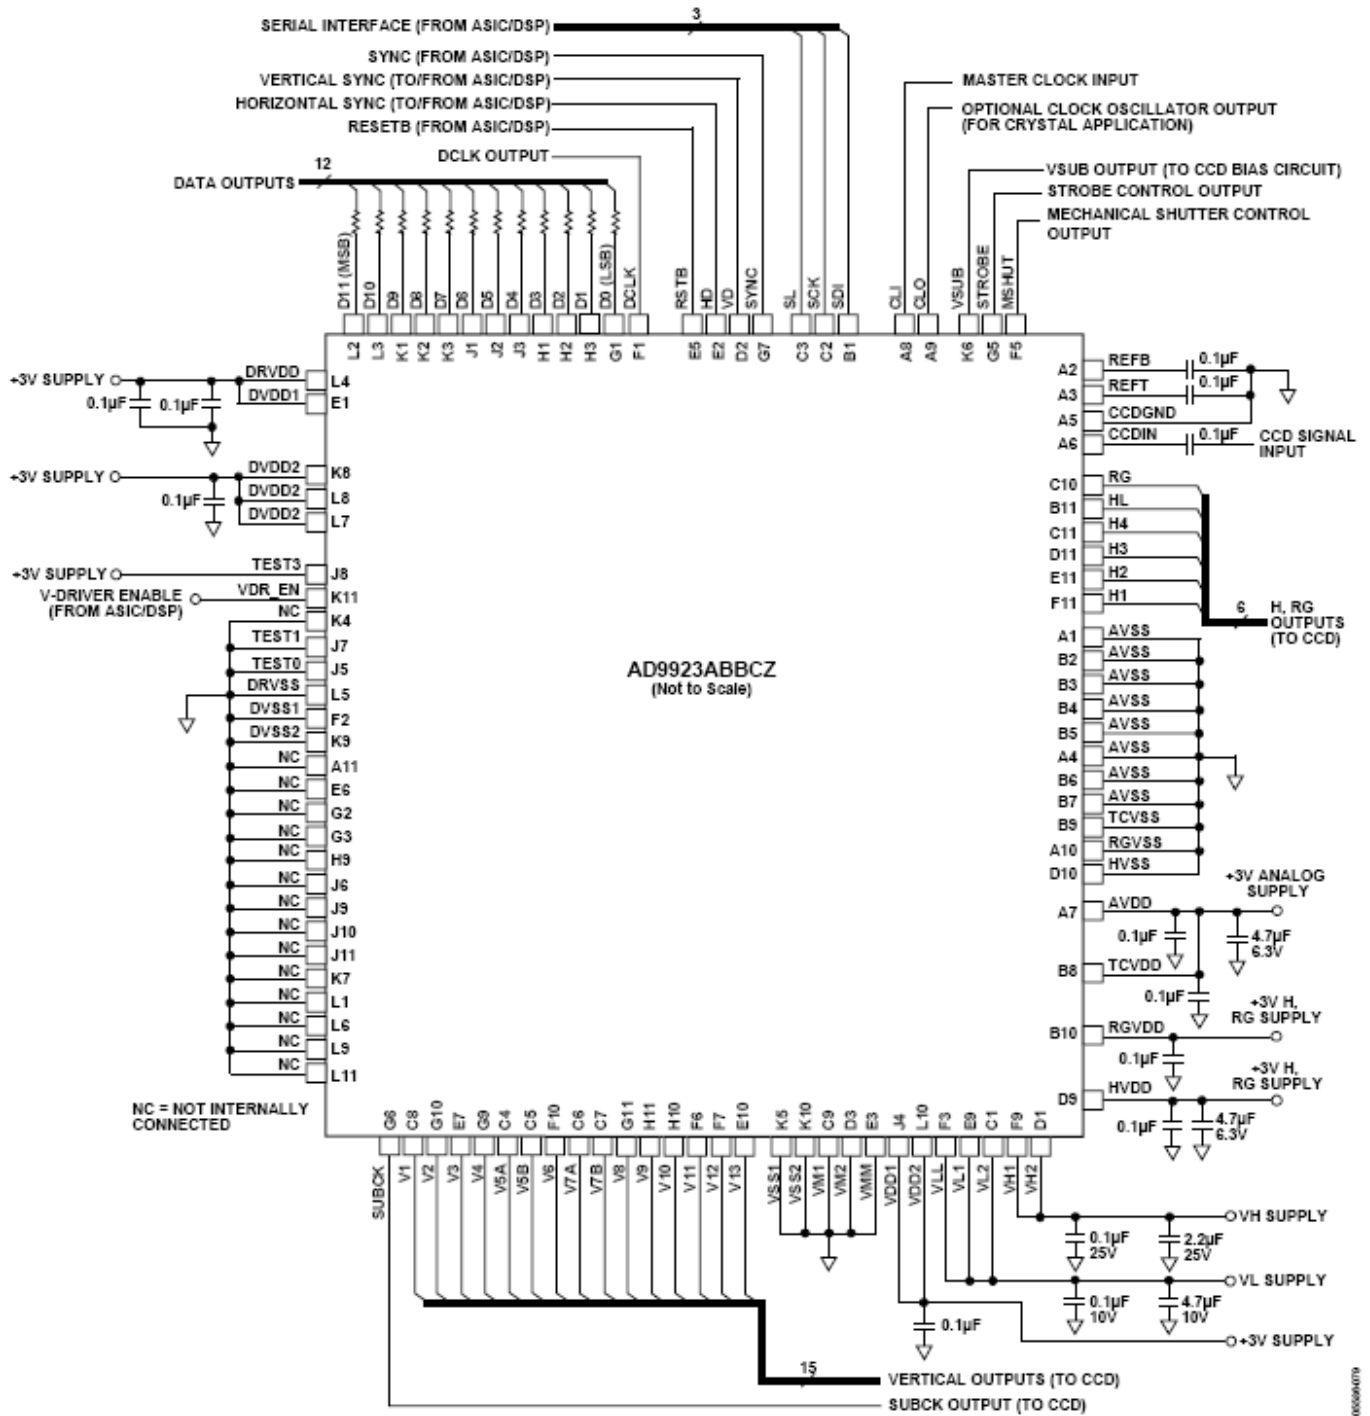 SERIAL INTERFACE (FROM ASIC/DSP)
3
SYNC (FROM ASIC/DSP)
VERTICAL SYNC (TO/FROM ASIC/DSP)
HORIZONTAL SYNC (TO/FROM ASIC/DSP)
RESETB (FROM ASIC/DSP)
DCLK OUTPUT
12
DATA OUTPUTS
MASTER CLOCK INPUT
OPTIONAL CLOCK OSCILLATOR OUTPUT
(FOR CRYSTAL APPLICATION)
VSUB OUTPUT (TO CCD BIAS CIRCUIT)
STROBE CONTROL OUTPUT
MECHANICAL SHUTTER CONTROL
OUTPUT
D11 (MSB)
D10
D9
D8
D7
D6
D5
D4
D3
D2
D1
D0 (LSB)
DCLK
RSTB
HD
VD
SYNC
SL
SCK
SDI
CLI
CLO
VSUB
STROBE
MSHUT
L2
L3
K1
K2
K3
J1
J2
J3
H1
H2
H3
G1
F1
E5
E2
D2
G7
C3
C2
B1
A8
A9
K6
G5
F5
+3V SUPPLY
0.1µF
0.1µF
DRVDD
L4
DVDD1
E1
+3V SUPPLY
0.1µF
DVDD2
K8
DVDD2
L8
DVDD2
L7
+3V SUPPLY
TEST3
J8
V-DRIVER ENABLE
(FROM ASIC/DSP)
VDR_EN
K11
NC
K4
TEST1
J7
TEST0
J5
DRVSS
L5
DVSS1
F2
DVSS2
K9
NC
A11
NC
E6
NC
G2
NC
G3
NC
H9
NC
J6
NC
J9
NC
J10
NC
J11
NC
K7
NC
L1
NC
L6
NC
L9
NC
L11
NC = NOT INTERNALLY
CONNECTED
AD9923ABBCZ
(Not to Scale)
A2
REFB
0.1µF
A3
REFT
0.1µF
A5
CCDGND
A6
CCDIN
0.1µF
CCD SIGNAL
INPUT
C10
RG
B11
HL
C11
H4
D11
H3
E11
H2
F11
H1
6
H, RG
OUTPUTS
(TO CCD)
A1
AVSS
B2
AVSS
B3
AVSS
B4
AVSS
B5
AVSS
A4
AVSS
B6
AVSS
B7
AVSS
B9
TCVSS
A10
RGVSS
D10
HVSS
+3V ANALOG
SUPPLY
A7
AVDD
0.1µF
4.7µF
6.3V
B8
TCVDD
0.1µF
+3V H,
RG SUPPLY
B10
RGVDD
0.1µF
+3V H,
RG SUPPLY
D9
HVDD
0.1µF
4.7µF
6.3V
G6
C8
G10
E7
G9
C4
C5
F10
C6
C7
G11
H11
H10
F6
F7
E10
K5
K10
C9
D3
E3
J4
L10
F3
E9
C1
F9
D1
SUBCK
V1
V2
V3
V4
V5A
V5B
V6
V7A
V7B
V8
V9
V10
V11
V12
V13
VSS1
VSS2
VM1
VM2
VMM
VDD1
VDD2
VLL
VL1
VL2
VH1
VH2
VH SUPPLY
0.1µF
25V
2.2µF
25V
VL SUPPLY
0.1µF
10V
4.7µF
10V
0.1µF
+3V SUPPLY
15
VERTICAL OUTPUTS (TO CCD)
SUBCK OUTPUT (TO CCD)